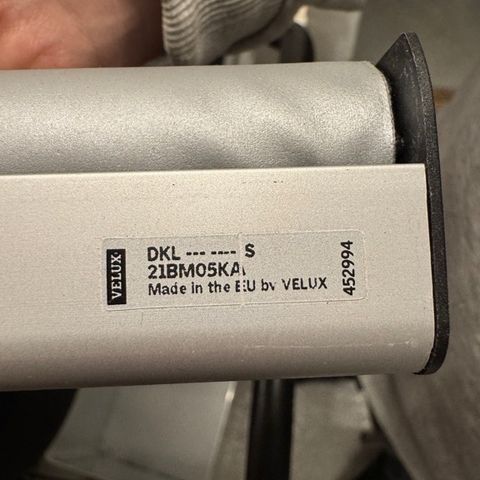 VELUX
DKL --- ---- S
21BM05KA
Made in the EU by VELUX
452994